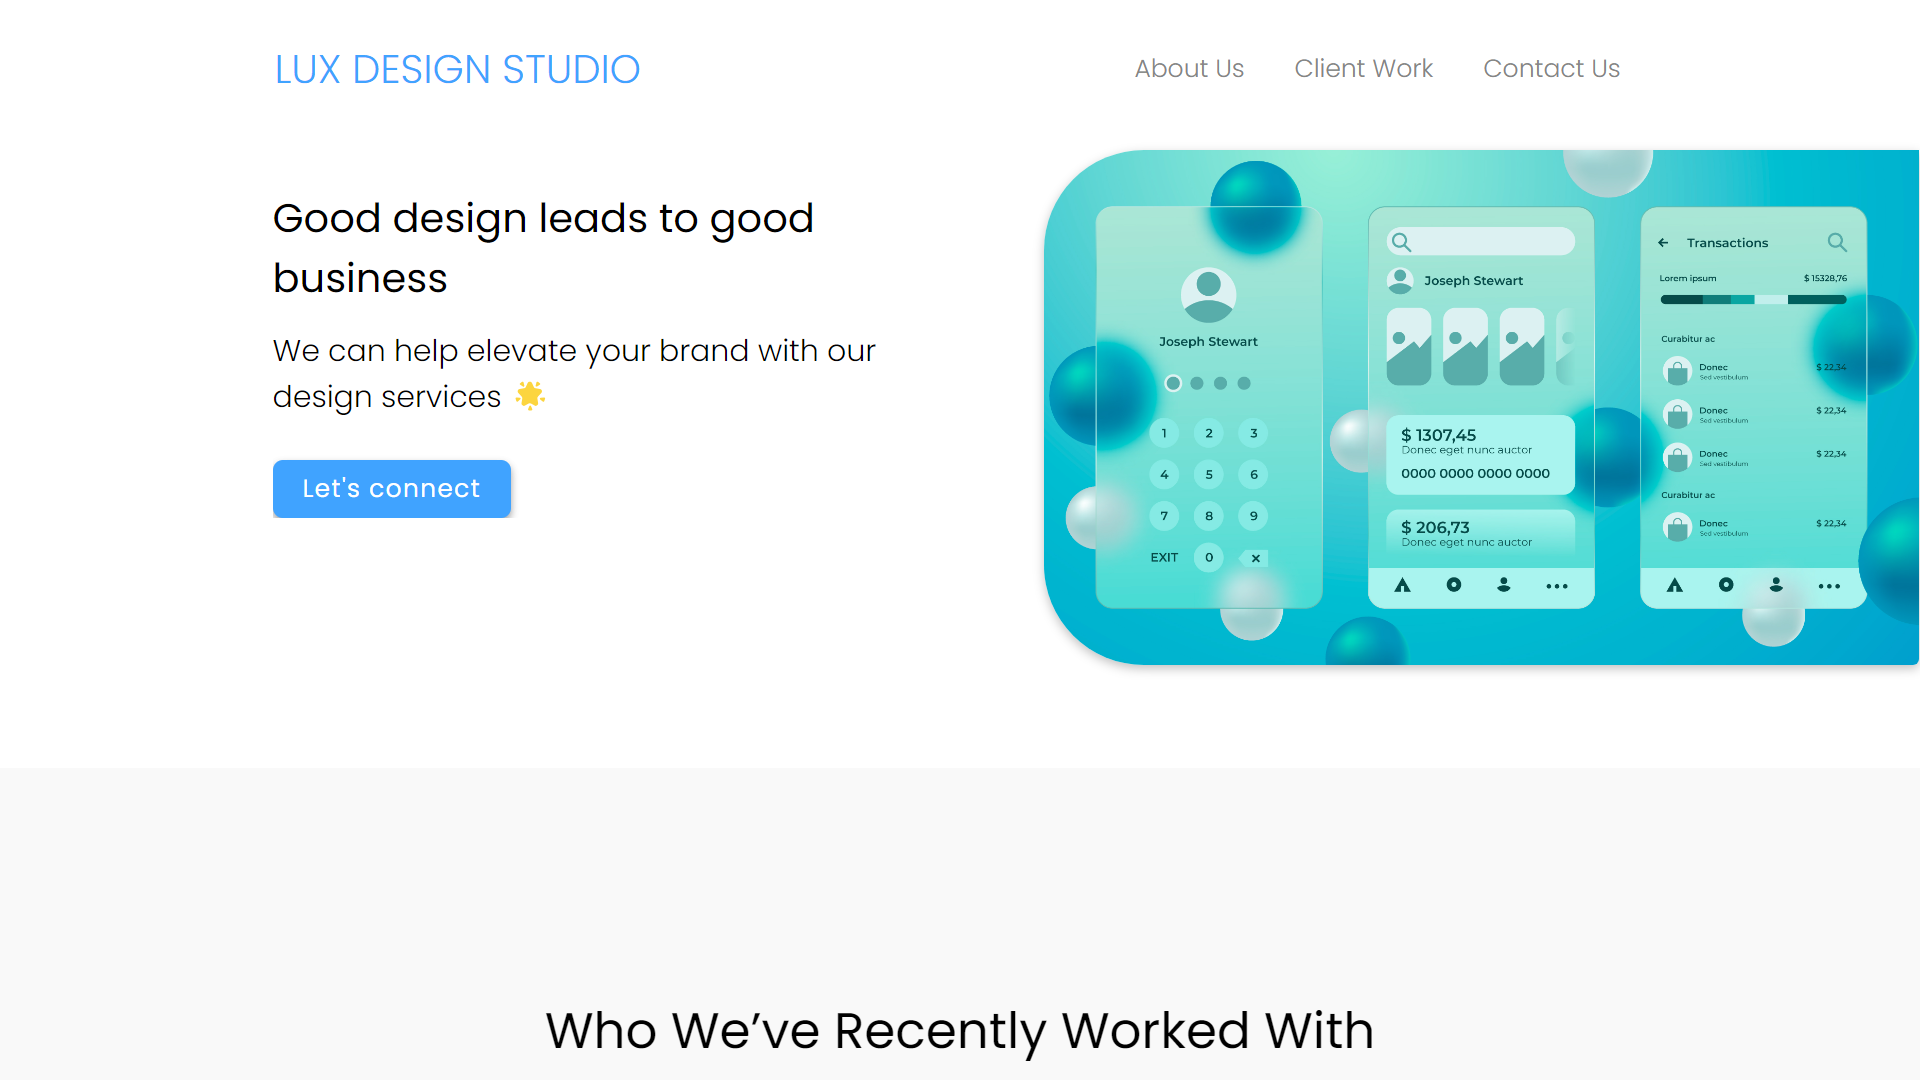 LUX DESIGN STUDIO
About Us Client Work Contact Us
Good design leads to good
business
We can help elevate your brand with our
design services 🌟
Let's connect
Joseph Stewart
1 2 3
4 5 6
7 8 9
EXIT 0 ×
Joseph Stewart
$ 1307,45
Donec eget nunc auctor
0000 0000 0000 0000
$ 206,73
Donec eget nunc auctor
Transactions
Lorem ipsum $ 15328,76
Curabitur ac
Donec $ 22,34
Sed vestibulum
Donec $ 22,34
Sed vestibulum
Donec $ 22,34
Sed vestibulum
Curabitur ac
Donec $ 22,34
Sed vestibulum
Who We’ve Recently Worked With